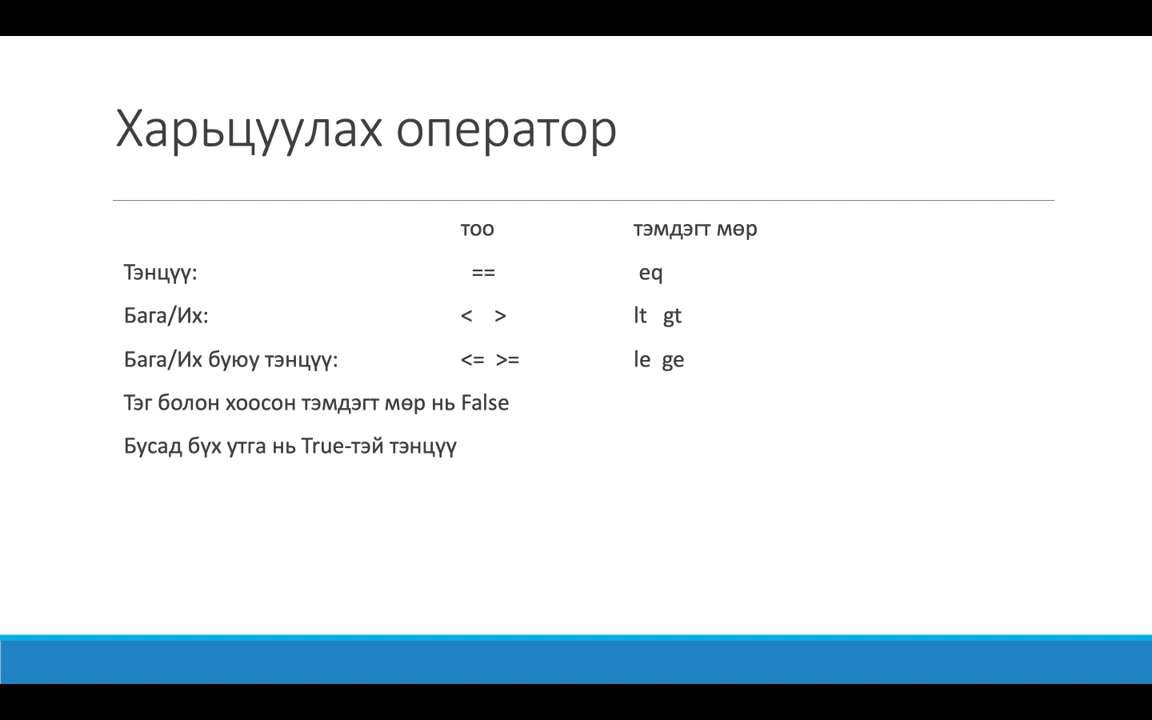 Харьцуулах оператор
тоо тэмдэгт мөр
Тэнцүү: == eq
Бага/Их: < > lt gt
Бага/Их буюу тэнцүү: <= >= le ge
Тэг болон хоосон тэмдэгт мөр нь False
Бусад бүх утга нь True-тэй тэнцүү